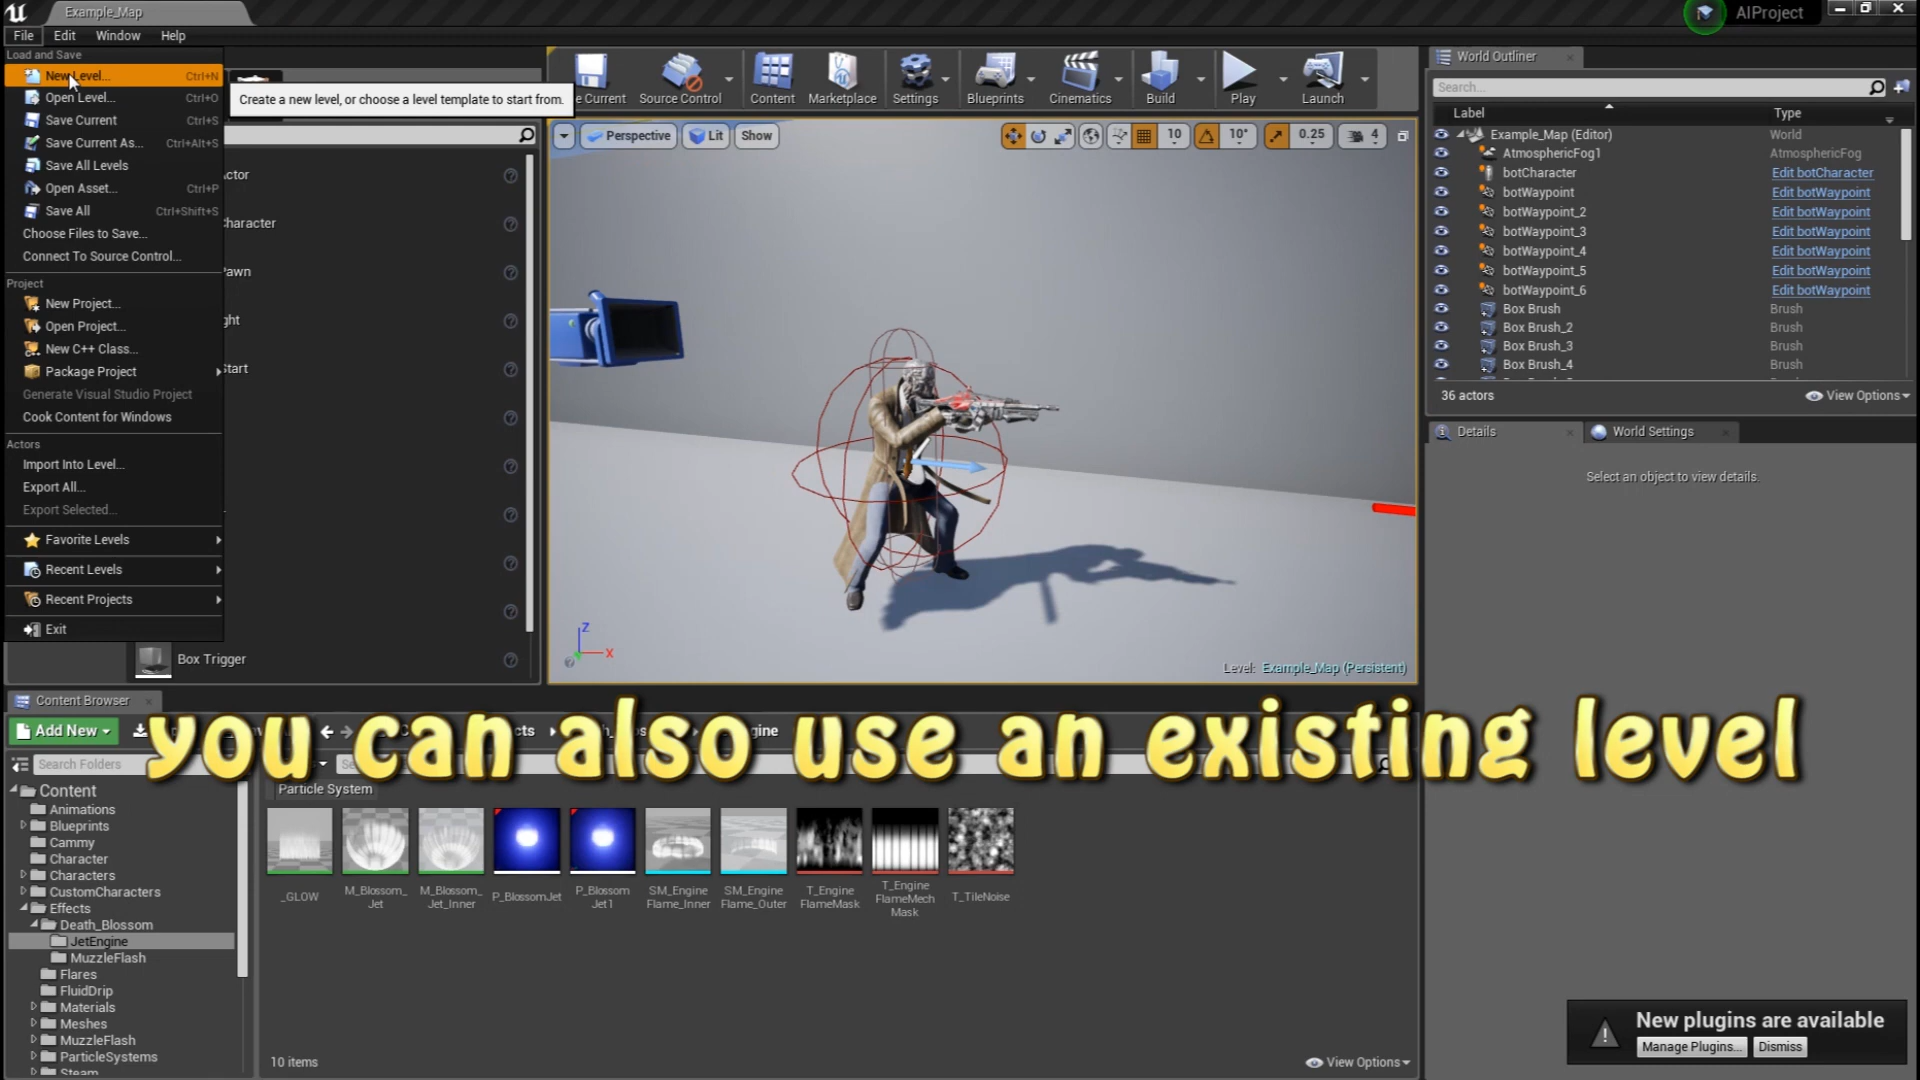 Example_Map
AIProject
File Edit Window Help
Load and Save
New Level... Ctrl+N
Open Level... Ctrl+O
Save Current Ctrl+S
Save Current As... Ctrl+Alt+S
Save All Levels
Open Asset... Ctrl+P
Save All Ctrl+Shift+S
Choose Files to Save...
Connect To Source Control...
Project
New Project...
Open Project...
New C++ Class...
Package Project
Generate Visual Studio Project
Cook Content for Windows
Actors
Import Into Level...
Export All...
Export Selected...
Favorite Levels
Recent Levels
Recent Projects
Exit
Create a new level, or choose a level template to start from.
Box Trigger
Current Source Control Content Marketplace Settings Blueprints Cinematics Build Play Launch
Perspective Lit Show 10 10° 0.25 4
Z
X
Level: Example_Map (Persistent)
World Outliner
Search...
Label Type
Example_Map (Editor) World
AtmosphericFog1 AtmosphericFog
botCharacter Edit botCharacter
botWaypoint Edit botWaypoint
botWaypoint_2 Edit botWaypoint
botWaypoint_3 Edit botWaypoint
botWaypoint_4 Edit botWaypoint
botWaypoint_5 Edit botWaypoint
botWaypoint_6 Edit botWaypoint
Box Brush Brush
Box Brush_2 Brush
Box Brush_3 Brush
Box Brush_4 Brush
36 actors View Options
Details World Settings
Select an object to view details.
Content Browser
Add New
you can also use an existing level
Search Folders
Particle System
Content
Animations
Blueprints
Cammy
Character
Characters
CustomCharacters
Effects
Death_Blossom
JetEngine
MuzzleFlash
Flares
FluidDrip
Materials
Meshes
MuzzleFlash
ParticleSystems
Steam
_GLOW
M_Blossom_
Jet
M_Blossom_
Jet_Inner
P_BlossomJet
P_Blossom
Jet1
SM_Engine
Flame_Inner
SM_Engine
Flame_Outer
T_Engine
FlameMask
T_Engine
FlameMech
Mask
T_TileNoise
10 items View Options
New plugins are available
Manage Plugins... Dismiss